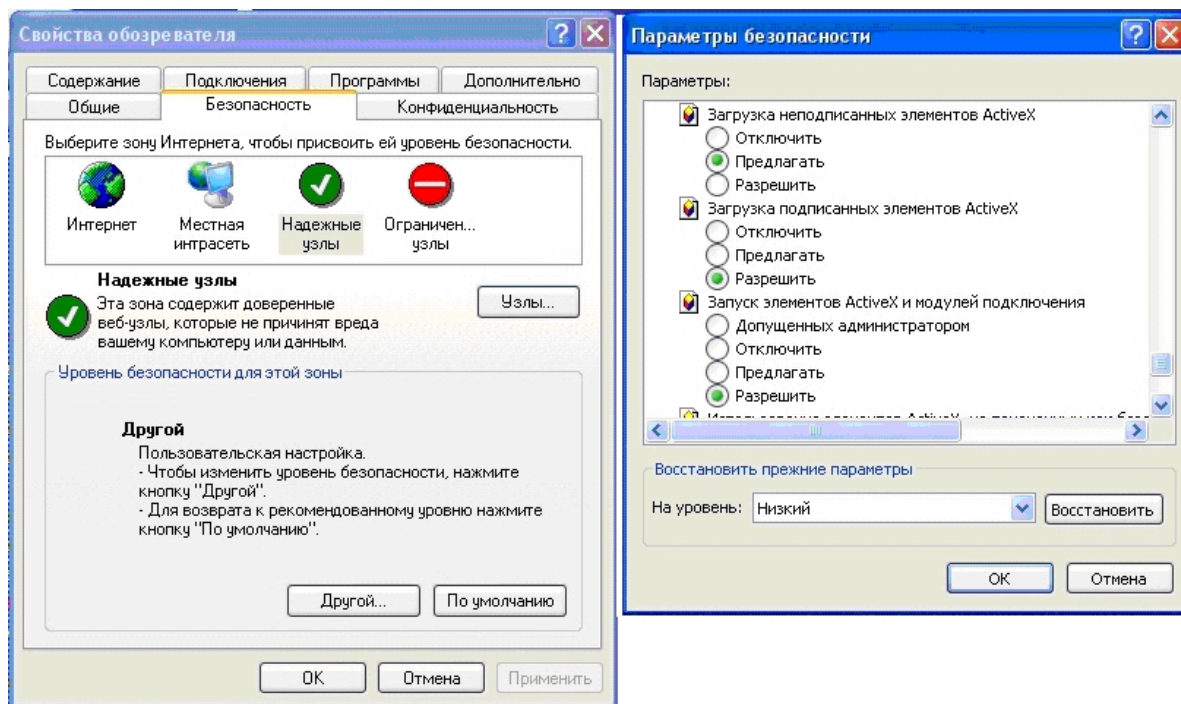 Свойства обозревателя
Содержание
Подключения
Программы
Дополнительно
Общие
Безопасность
Конфиденциальность
Выберите зону Интернета, чтобы присвоить ей уровень безопасности.
Интернет
Местная
интрасеть
Надежные
узлы
Ограничен...
узлы
Надежные узлы
Эта зона содержит доверенные
веб-узлы, которые не причинят вреда
вашему компьютеру или данным.
Узлы...
Уровень безопасности для этой зоны
Другой
Пользовательская настройка.
- Чтобы изменить уровень безопасности, нажмите
кнопку "Другой".
- Для возврата к рекомендованному уровню нажмите
кнопку "По умолчанию".
Другой...
По умолчанию
OK
Отмена
Применить
Параметры безопасности
Параметры:
Загрузка неподписанных элементов ActiveX
Отключить
Предлагать
Разрешить
Загрузка подписанных элементов ActiveX
Отключить
Предлагать
Разрешить
Запуск элементов ActiveX и модулей подключения
Допущенных администратором
Отключить
Предлагать
Разрешить
Восстановить прежние параметры
На уровень:
Низкий
Восстановить
OK
Отмена